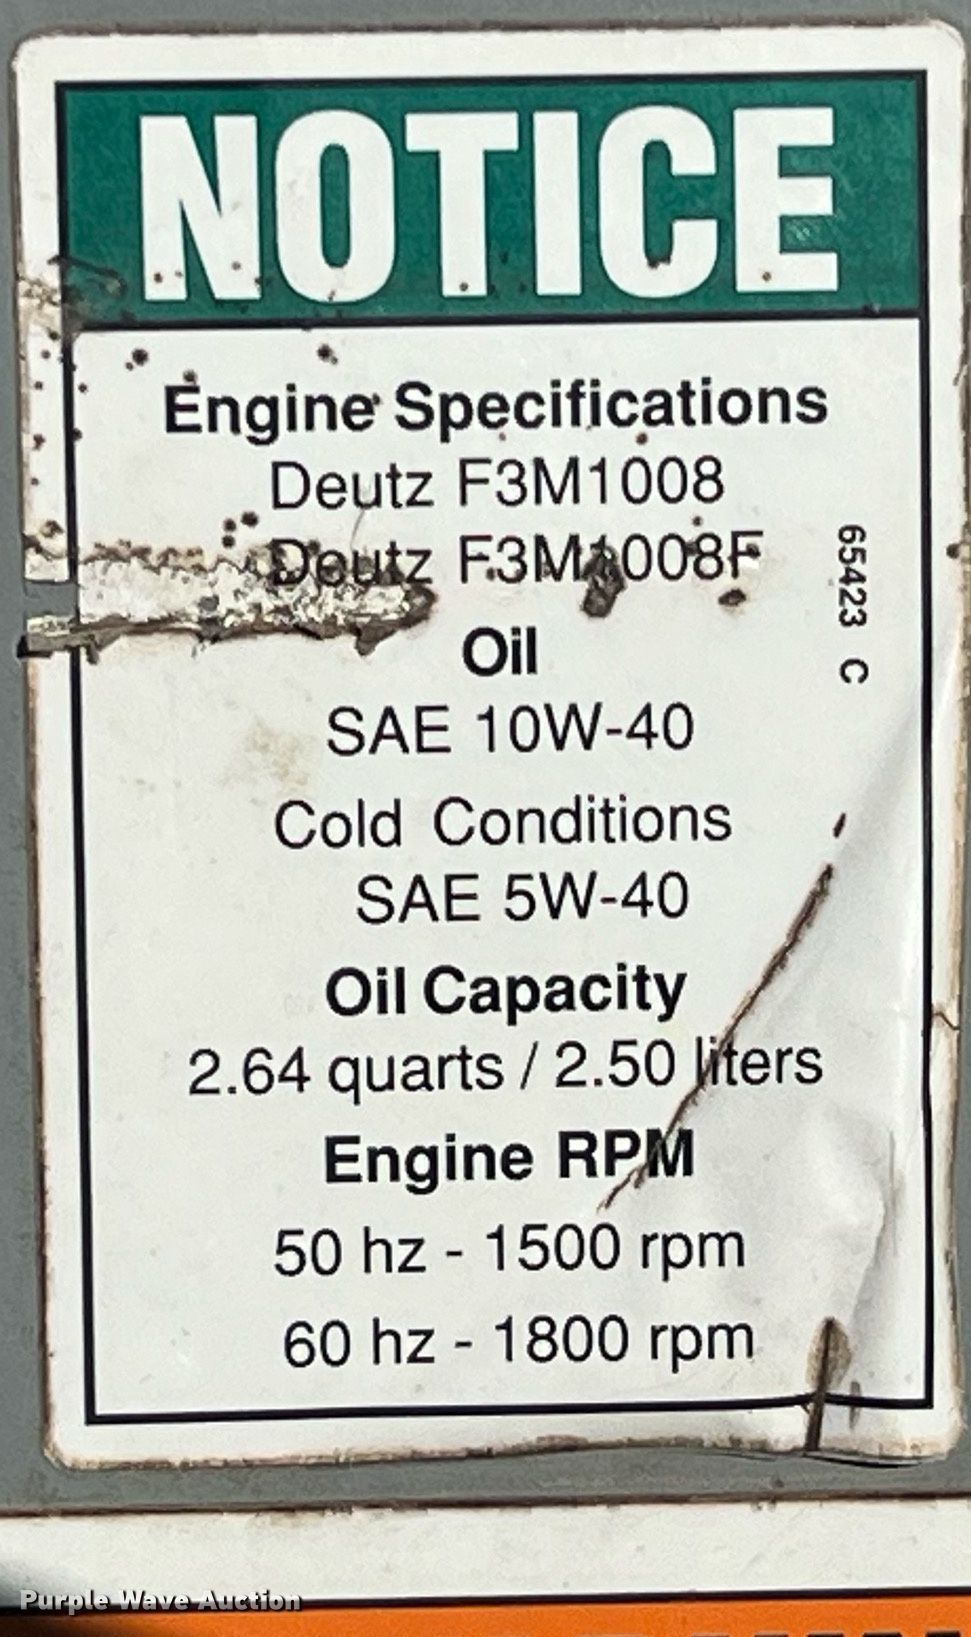 NOTICE
Engine Specifications
Deutz F3M1008
Deutz F3M1008F
65423 C
Oil
SAE 10W-40
Cold Conditions
SAE 5W-40
Oil Capacity
2.64 quarts / 2.50 liters
Engine RPM
50 hz - 1500 rpm
60 hz - 1800 rpm
Purple Wave Auction